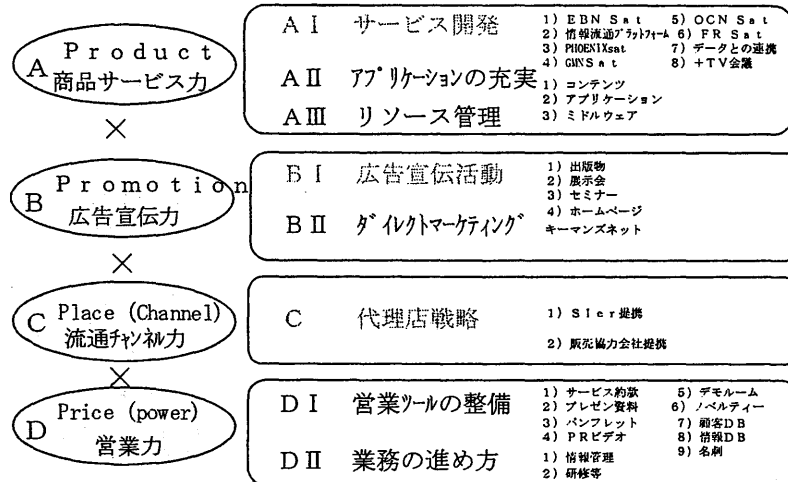 A Product
商品サービス力
AⅠ サービス開発
1) EBN Sat 5) OCN Sat
2) 情報流通プラットフォーム 6) FR Sat
3) PHOENIXsat 7) データとの連携
4) GMNSat 8) +TV会議
AⅡ アプリケーションの充実
1) コンテンツ
2) アプリケーション
3) ミドルウェア
AⅢ リソース管理
×
B Promotion
広告宣伝力
BⅠ 広告宣伝活動
1) 出版物
2) 展示会
3) セミナー
4) ホームページ
BⅡ ダイレクトマーケティング
キーマンズネット
×
C Place (Channel)
流通チャンネル力
C 代理店戦略
1) SIer提携
2) 販売協力会社提携
×
D Price (power)
営業力
DⅠ 営業ツールの整備
1) サービス約款 5) デモルーム
2) プレゼン資料 6) ノベルティー
3) パンフレット 7) 顧客DB
4) PRビデオ 8) 情報DB
9) 名刺
DⅡ 業務の進め方
1) 情報管理
2) 研修等